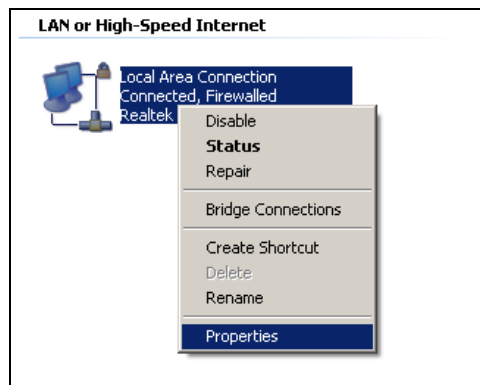 LAN or High-Speed Internet
Local Area Connection
Connected, Firewalled
Realtek
Disable
Status
Repair
Bridge Connections
Create Shortcut
Delete
Rename
Properties